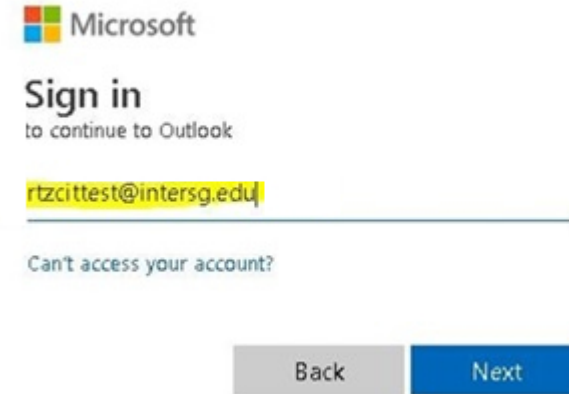 Microsoft
Sign in
to continue to Outlook
rtzcittest@intersg.edu
Can't access your account?
Back Next